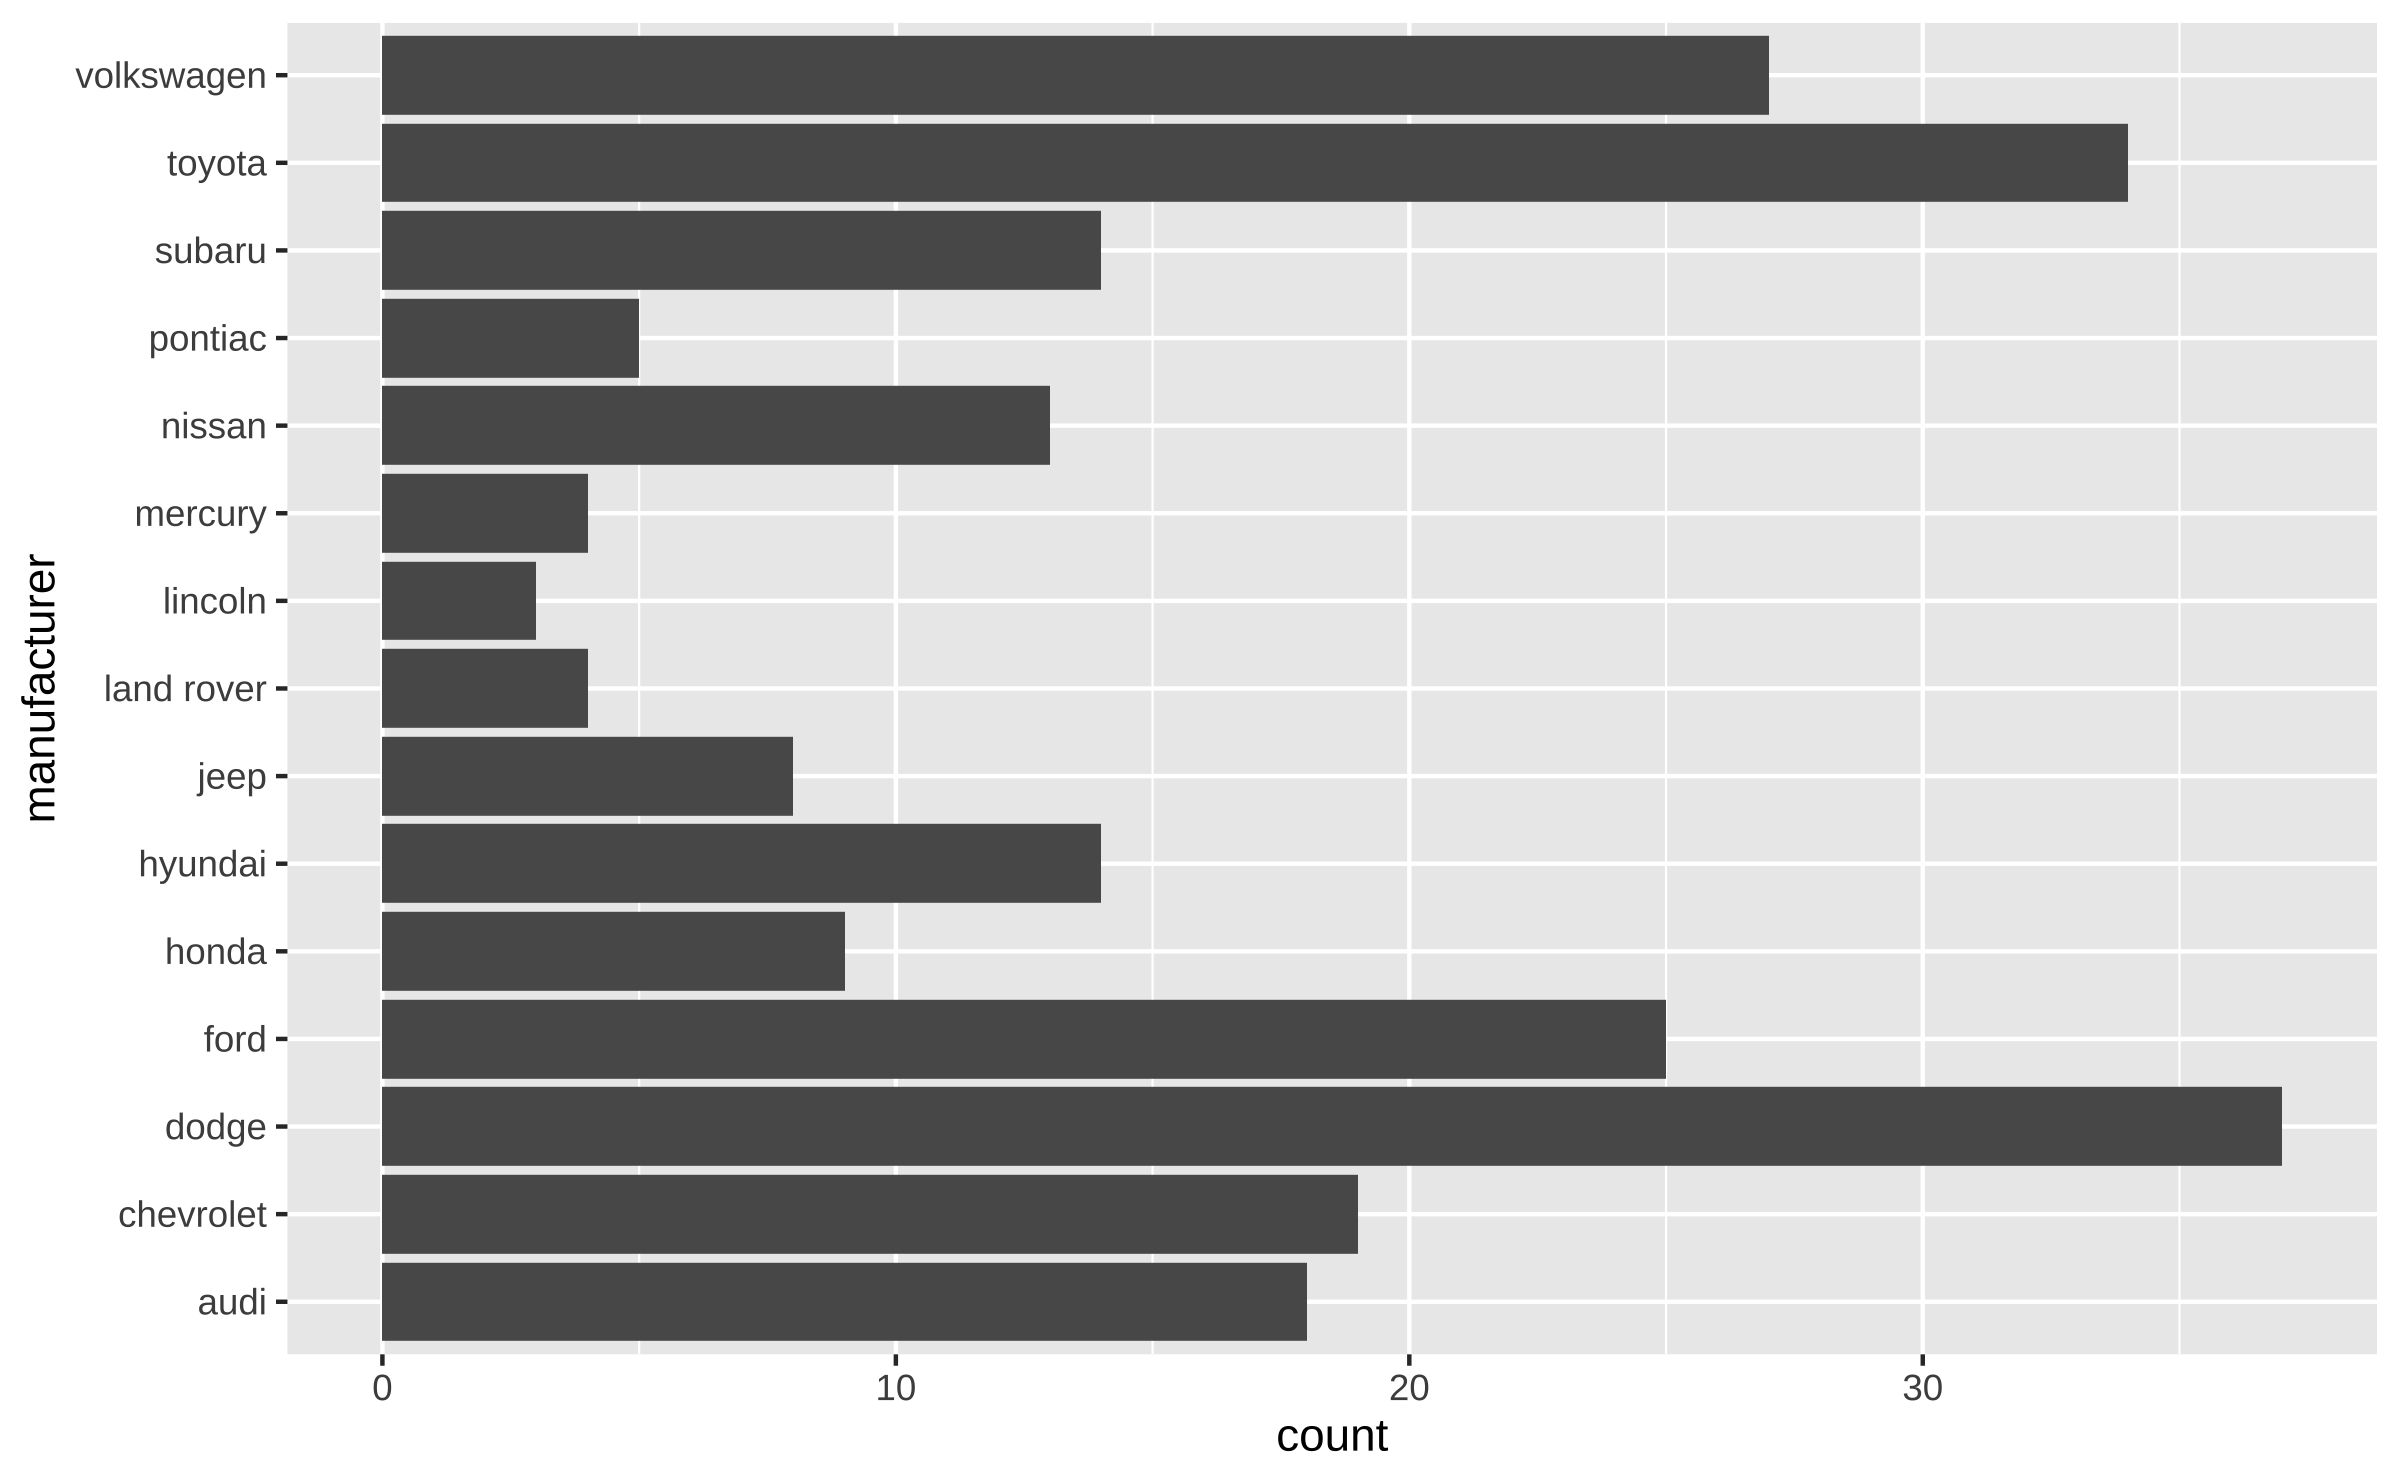 volkswagen
toyota
subaru
pontiac
nissan
mercury
lincoln
land rover
jeep
hyundai
honda
ford
dodge
chevrolet
audi
manufacturer
0 10 20 30
count